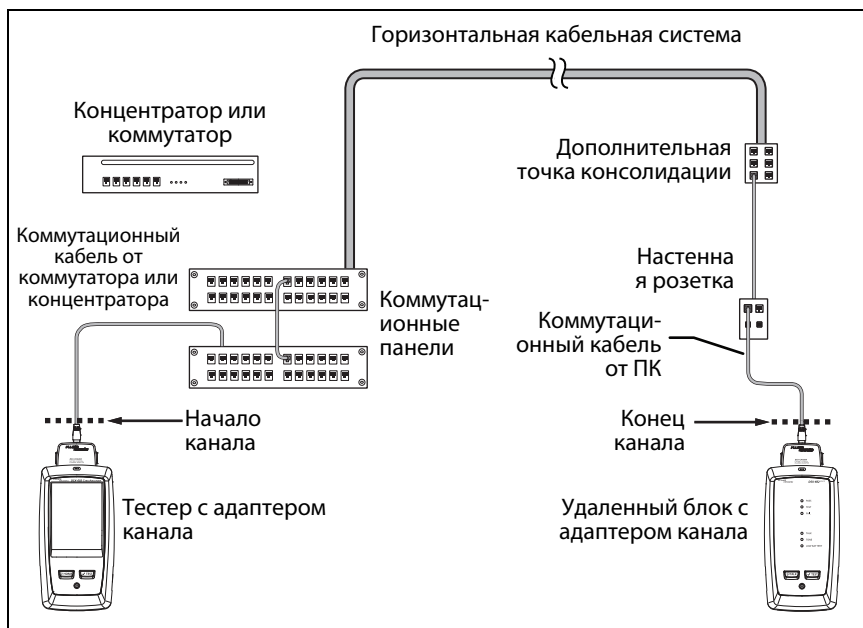 Горизонтальная кабельная система
Концентратор или
коммутатор
Дополнительная
точка консолидации
Коммутационный
кабель от
коммутатора или
концентратора
Настенна
я розетка
Коммутац-
ионные
панели
Коммутаци-
онный кабель
от ПК
Начало
канала
Конец
канала
Тестер с адаптером
канала
Удаленный блок с
адаптером канала